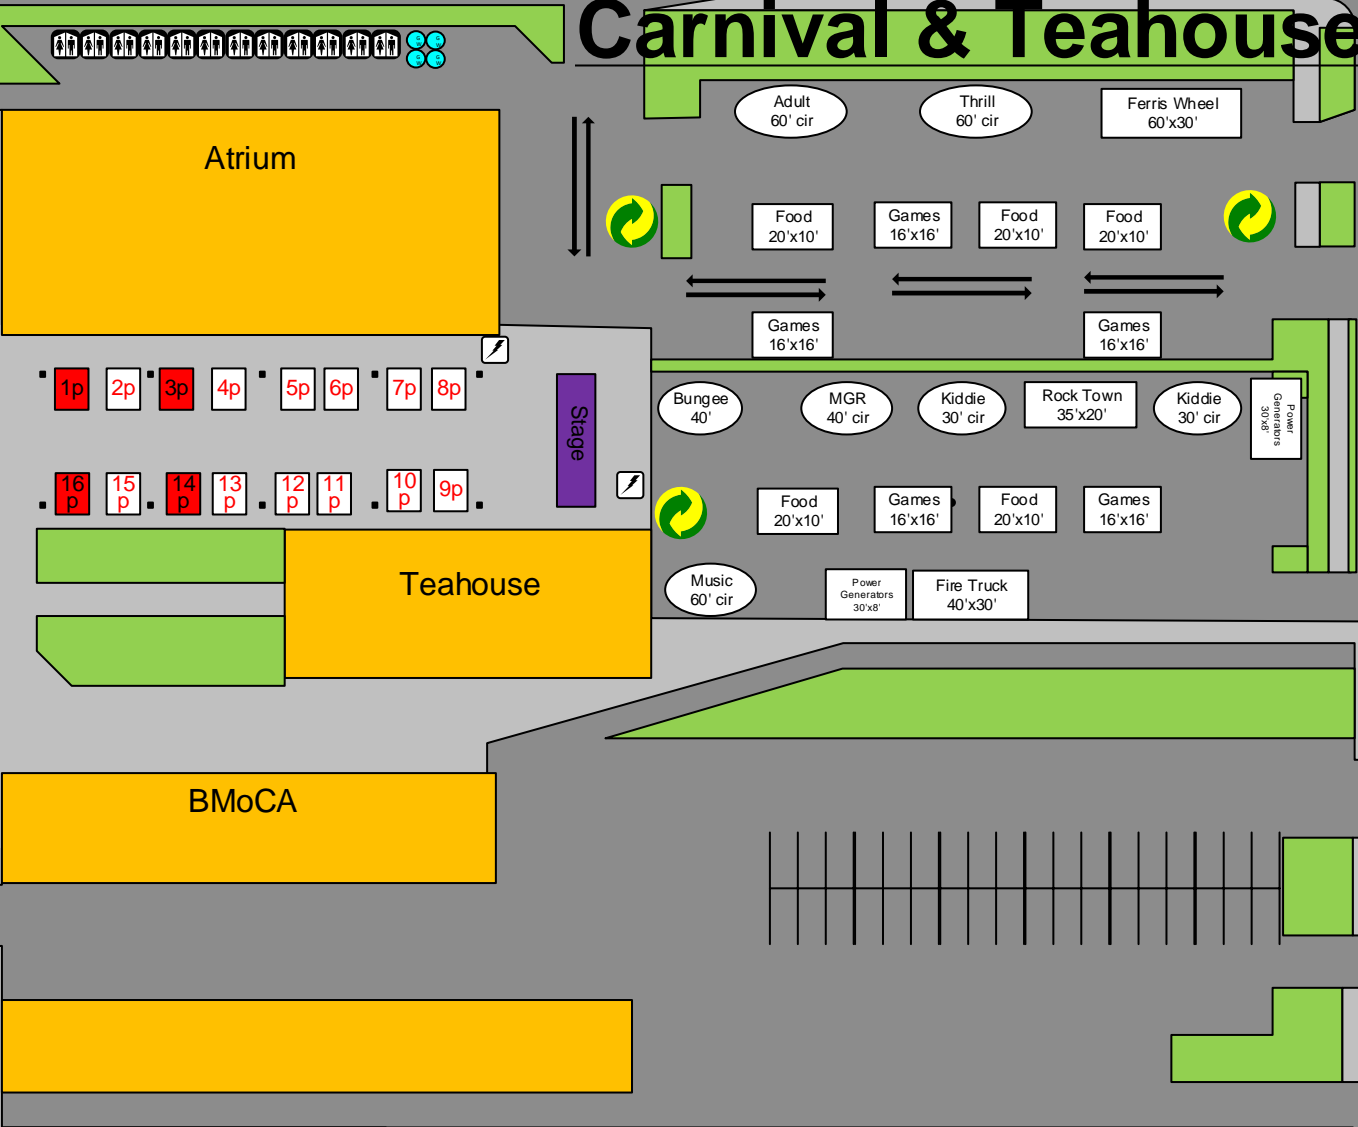 Carnival & Teahouse
Adult
60' cir
Thrill
60' cir
Ferris Wheel
60'x30'
Atrium
Food
20'x10'
Games
16'x16'
Food
20'x10'
Food
20'x10'
Games
16'x16'
Games
16'x16'
1p
2p
3p
4p
5p
6p
7p
8p
Stage
Bungee
40'
MGR
40' cir
Kiddie
30' cir
Rock Town
35'x20'
Kiddie
30' cir
Power
Generators
30'x8'
16
p
15
p
14
p
13
p
12
p
11
p
10
p
9p
Food
20'x10'
Games
16'x16'
Food
20'x10'
Games
16'x16'
Teahouse
Music
60' cir
Power
Generators
30'x8'
Fire Truck
40'x30'
BMoCA